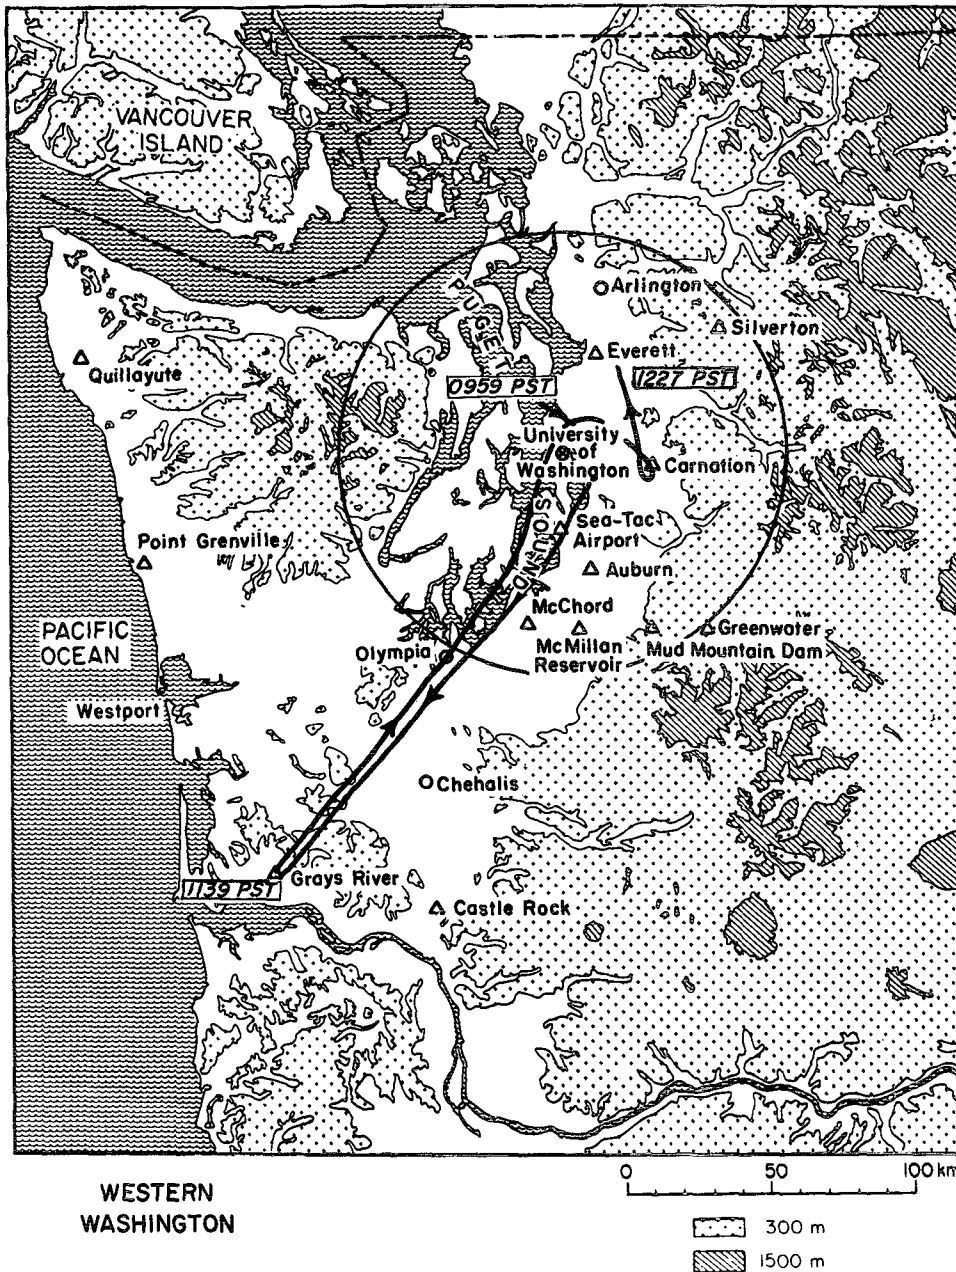 VANCOUVER
ISLAND
PUGET
SOUND
Arlington
Silverton
Everett
Quillayute
0959 PST
1227 PST
University
of
Washington
Carnation
Sea-Tac
Airport
Point Grenville
Auburn
McChord
Greenwater
PACIFIC
OCEAN
Olympia
McMillan
Reservoir
Mud Mountain Dam
Westport
Chehalis
Grays River
1139 PST
Castle Rock
0 50 100 km
WESTERN
WASHINGTON
300 m
1500 m